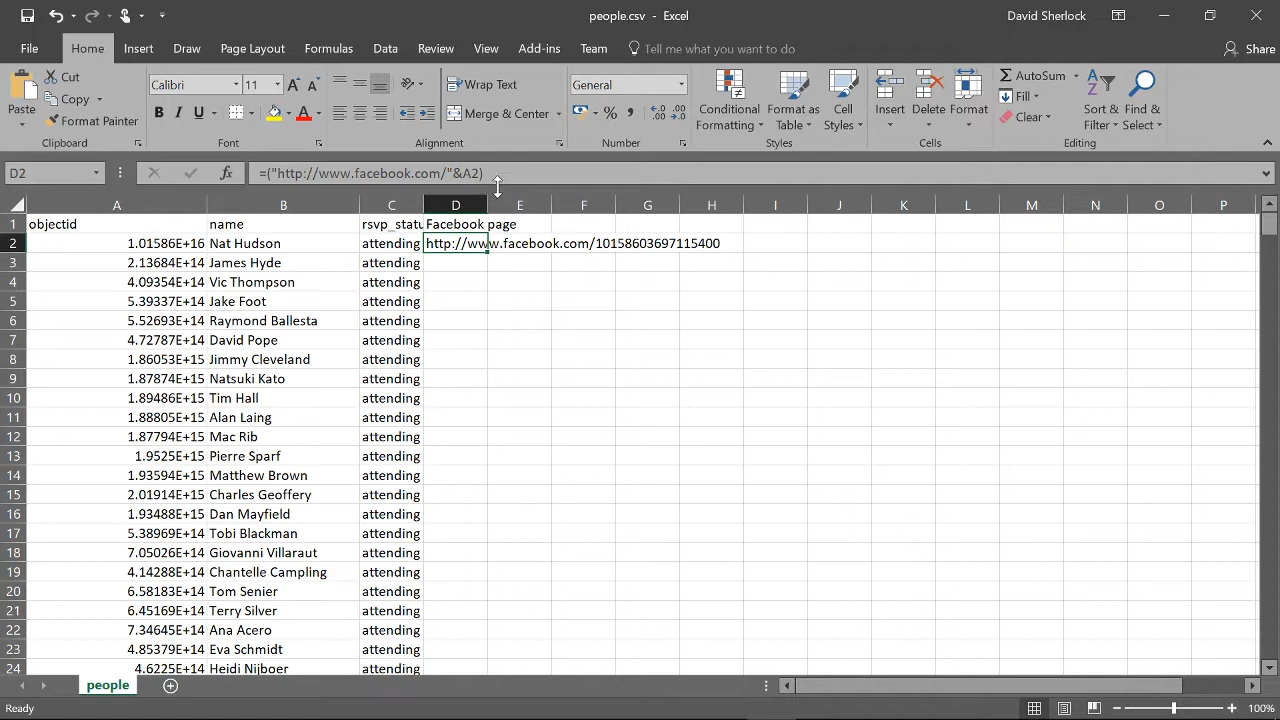 people.csv - Excel
David Sherlock
File Home Insert Draw Page Layout Formulas Data Review View Add-ins Team Tell me what you want to do Share
Paste Cut Copy Format Painter Clipboard
Calibri 11 B I U A A A Font
Wrap Text Merge & Center Alignment
General % , Number
Conditional Formatting Format as Table Cell Styles Styles
Insert Delete Format Cells
AutoSum Fill Clear Sort & Filter Find & Select Editing
D2 fx =("http://www.facebook.com/"&A2)
A B C D E F G H I J K L M N O P
1 objectid name rsvp_statu Facebook page
2 1.01586E+16 Nat Hudson attending http://www.facebook.com/10158603697115400
3 2.13684E+14 James Hyde attending
4 4.09354E+14 Vic Thompson attending
5 5.39337E+14 Jake Foot attending
6 5.52693E+14 Raymond Ballesta attending
7 4.72787E+14 David Pope attending
8 1.86053E+15 Jimmy Cleveland attending
9 1.87874E+15 Natsuki Kato attending
10 1.89486E+15 Tim Hall attending
11 1.88805E+15 Alan Laing attending
12 1.87794E+15 Mac Rib attending
13 1.9525E+15 Pierre Sparf attending
14 1.93594E+15 Matthew Brown attending
15 2.01914E+15 Charles Geoffery attending
16 1.93488E+15 Dan Mayfield attending
17 5.38969E+14 Tobi Blackman attending
18 7.05026E+14 Giovanni Villaraut attending
19 4.14288E+14 Chantelle Campling attending
20 6.58183E+14 Tom Senier attending
21 6.45169E+14 Terry Silver attending
22 7.34645E+14 Ana Acero attending
23 4.85379E+14 Eva Schmidt attending
24 4.6225E+14 Heidi Nijboer attending
people
Ready
100%